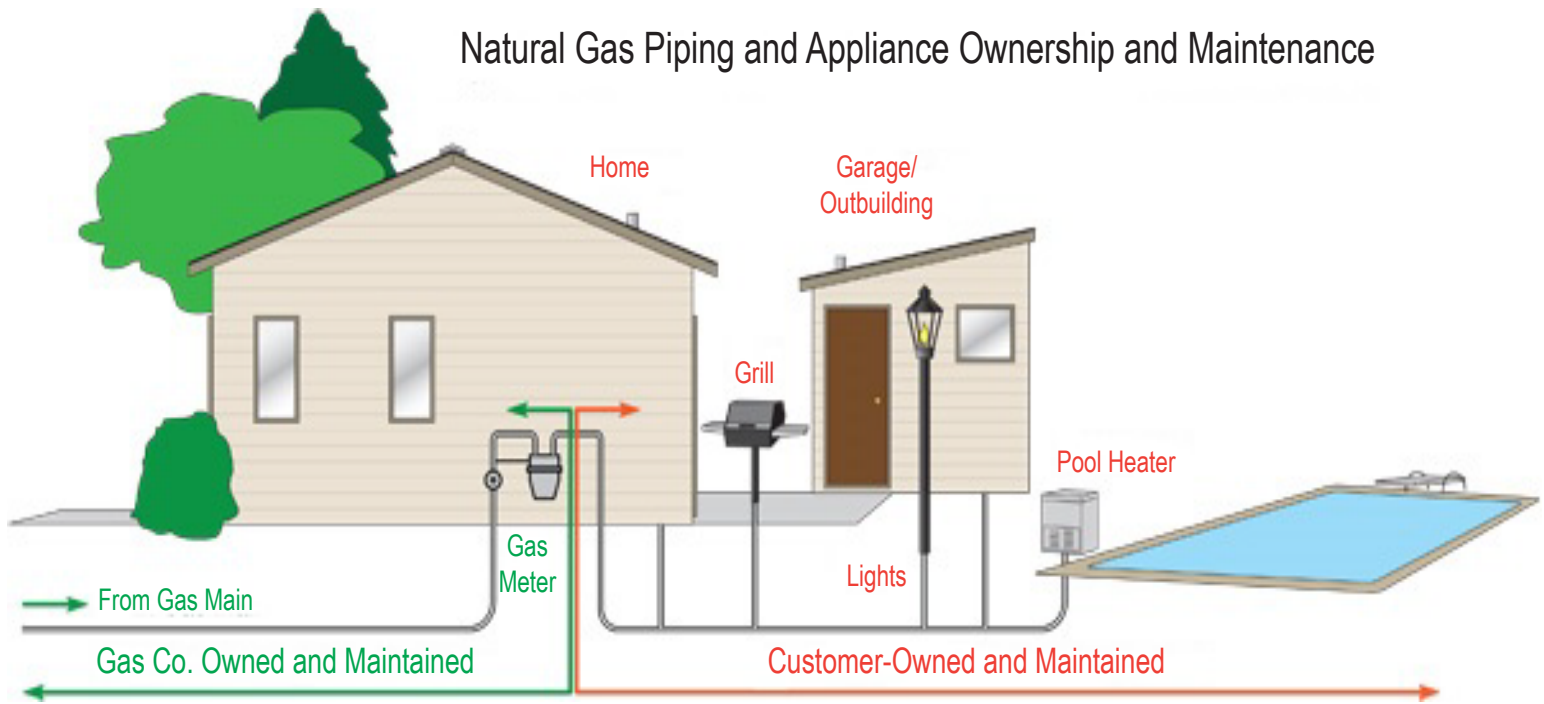 Natural Gas Piping and Appliance Ownership and Maintenance
Home
Garage/
Outbuilding
Grill
Pool Heater
Gas
Meter
Lights
From Gas Main
Gas Co. Owned and Maintained
Customer-Owned and Maintained